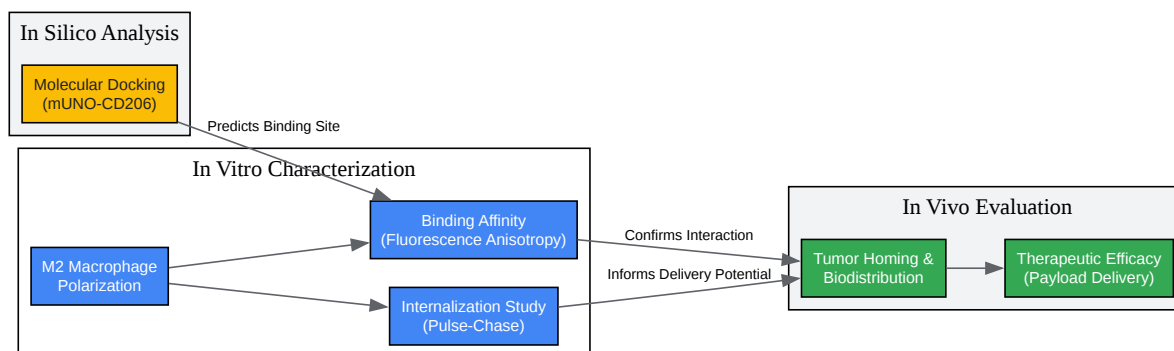 In Silico Analysis
Molecular Docking
(mUNO-CD206)
Predicts Binding Site
In Vitro Characterization
Binding Affinity
(Fluorescence Anisotropy)
M2 Macrophage
Polarization
Internalization Study
(Pulse-Chase)
Confirms Interaction
Informs Delivery Potential
In Vivo Evaluation
Tumor Homing &
Biodistribution
Therapeutic Efficacy
(Payload Delivery)